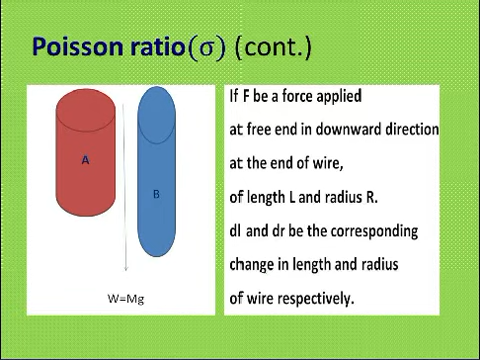 Poisson ratio(σ) (cont.)
A
B
W=Mg
If F be a force applied
at free end in downward direction
at the end of wire,
of length L and radius R.
dl and dr be the corresponding
change in length and radius
of wire respectively.